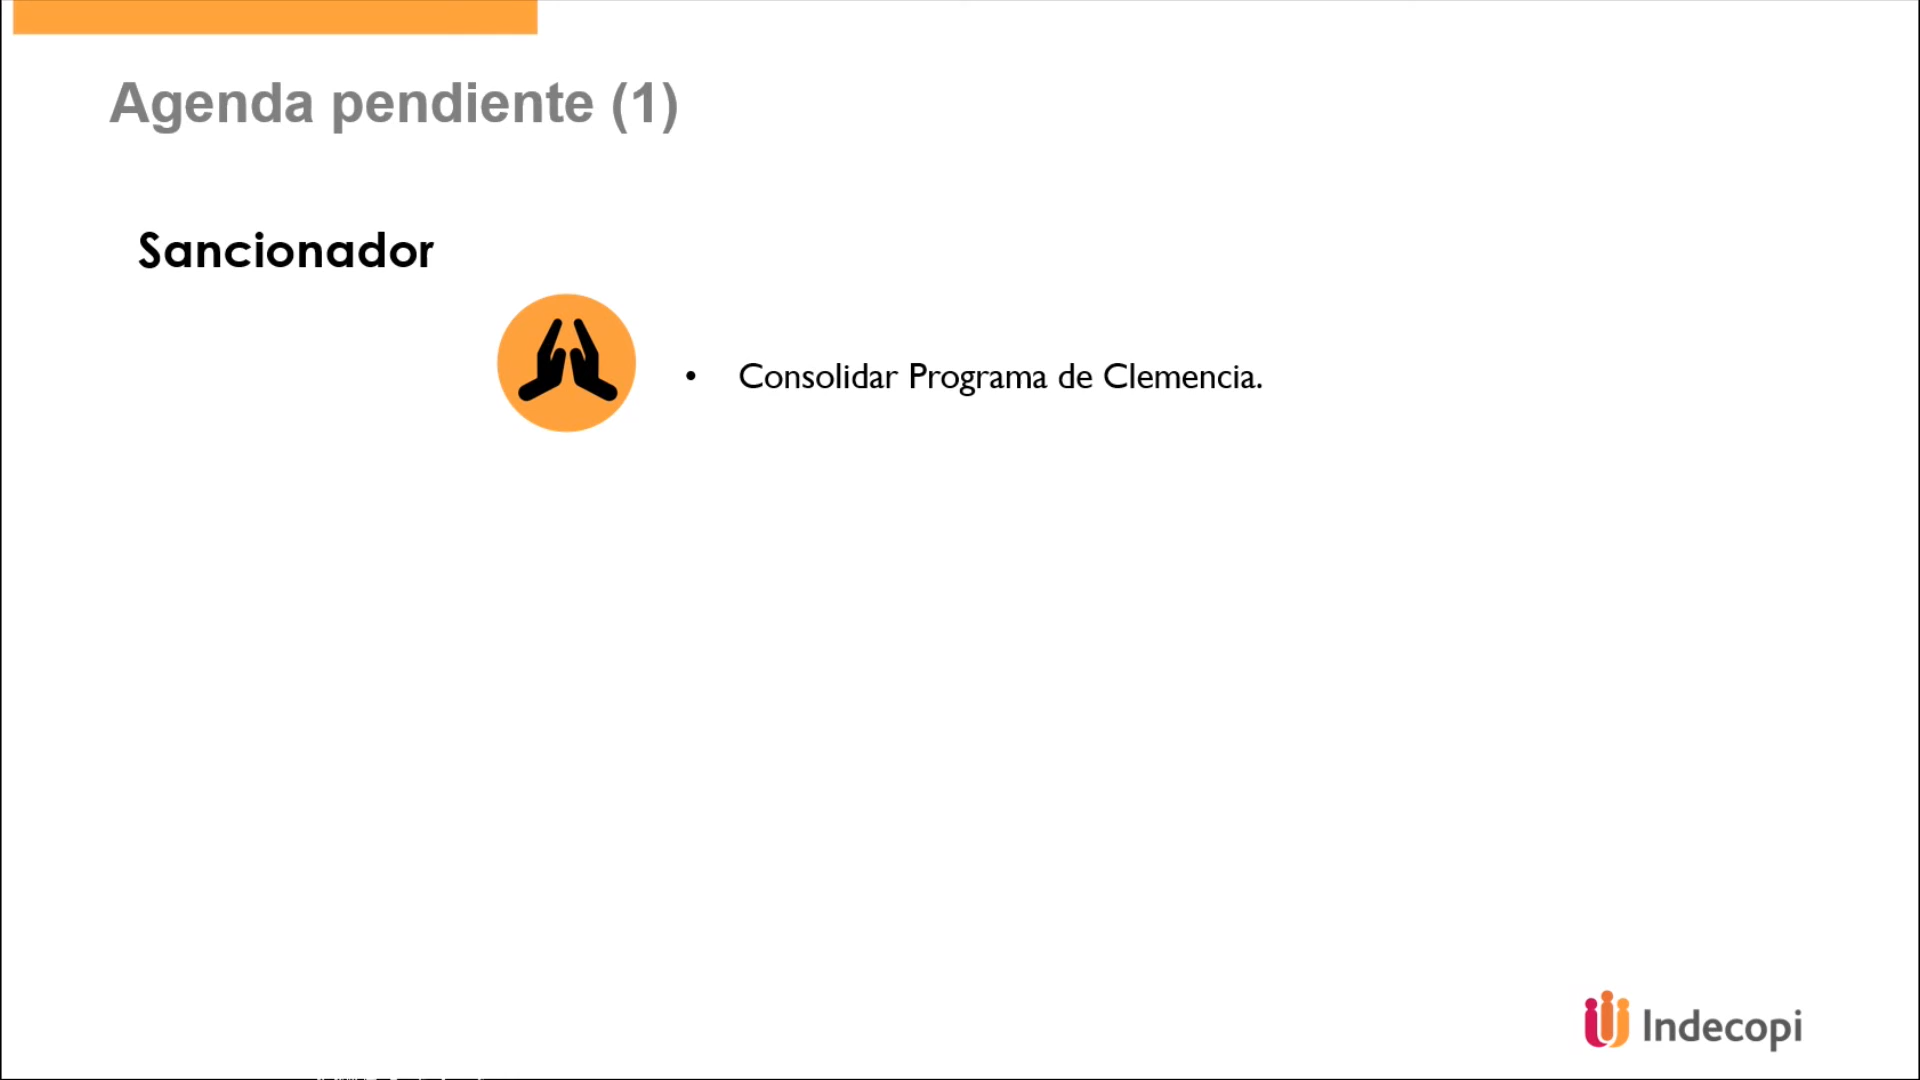 Agenda pendiente (1)
Sancionador
• Consolidar Programa de Clemencia.
Indecopi